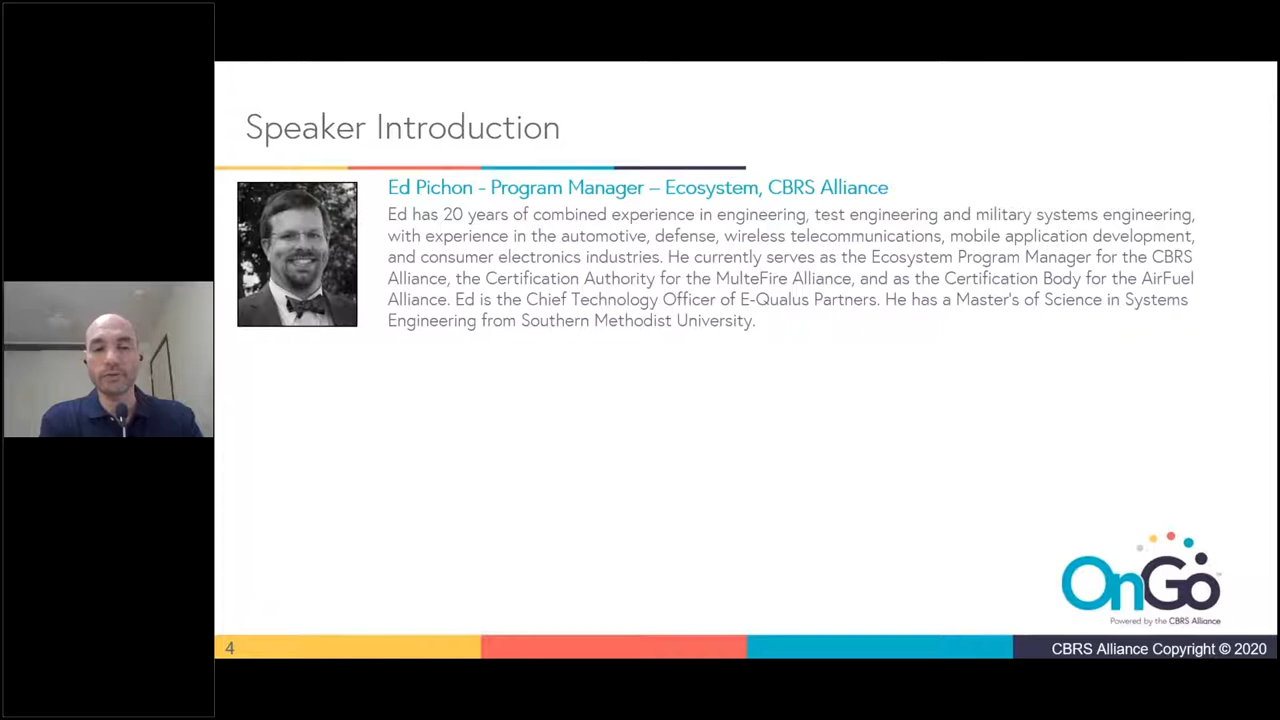 Speaker Introduction
Ed Pichon - Program Manager – Ecosystem, CBRS Alliance
Ed has 20 years of combined experience in engineering, test engineering and military systems engineering,
with experience in the automotive, defense, wireless telecommunications, mobile application development,
and consumer electronics industries. He currently serves as the Ecosystem Program Manager for the CBRS
Alliance, the Certification Authority for the MulteFire Alliance, and as the Certification Body for the AirFuel
Alliance. Ed is the Chief Technology Officer of E-Qualus Partners. He has a Master's of Science in Systems
Engineering from Southern Methodist University.
OnGo
Powered by the CBRS Alliance
4
CBRS Alliance Copyright © 2020